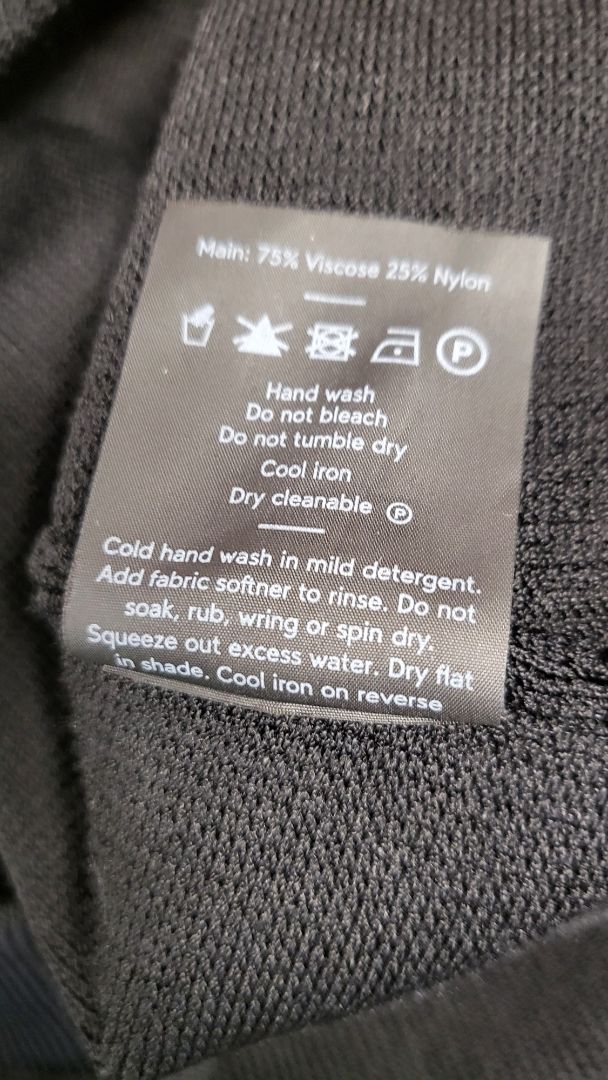 Main: 75% Viscose 25% Nylon
P
Hand wash
Do not bleach
Do not tumble dry
Cool iron
Dry cleanable P
Cold hand wash in mild detergent.
Add fabric softner to rinse. Do not
soak, rub, wring or spin dry.
Squeeze out excess water. Dry flat
in shade. Cool iron on reverse